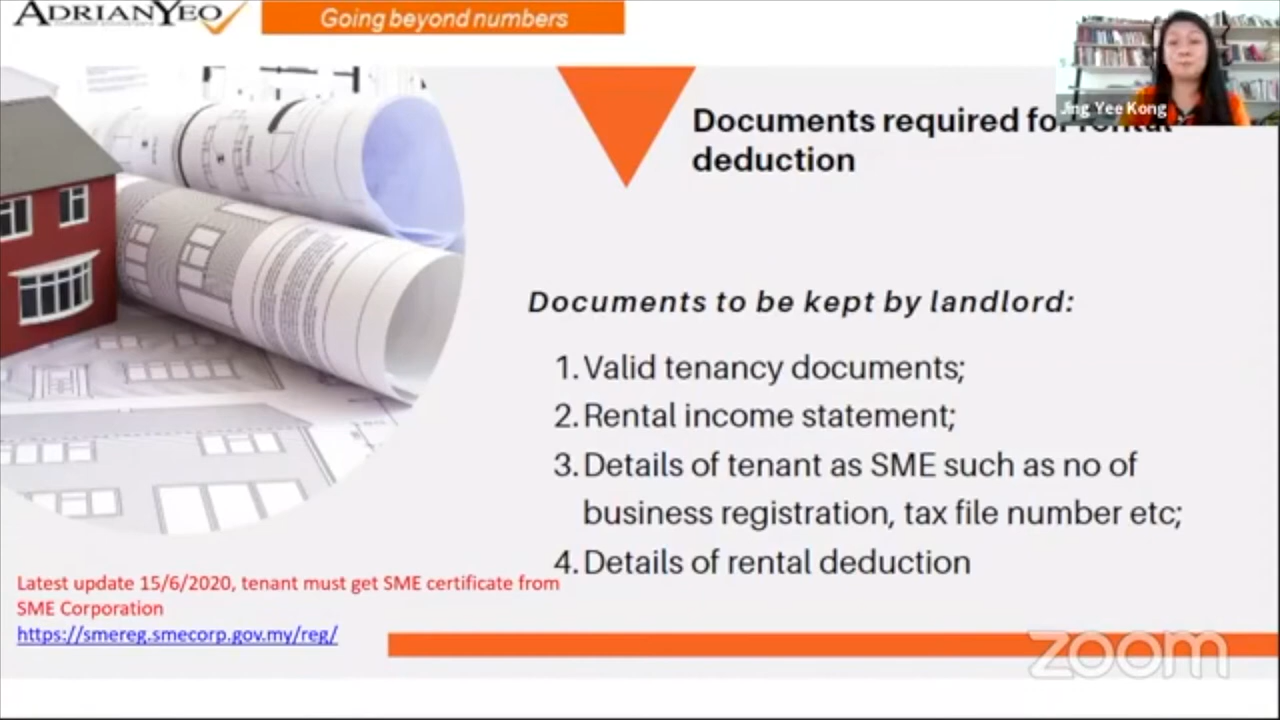 ADRIANYEO
Going beyond numbers
Jing Yee Kong
Documents required for rental
deduction
Documents to be kept by landlord:
1. Valid tenancy documents;
2. Rental income statement;
3. Details of tenant as SME such as no of
business registration, tax file number etc;
4. Details of rental deduction
Latest update 15/6/2020, tenant must get SME certificate from
SME Corporation
https://smereg.smecorp.gov.my/reg/
zoom